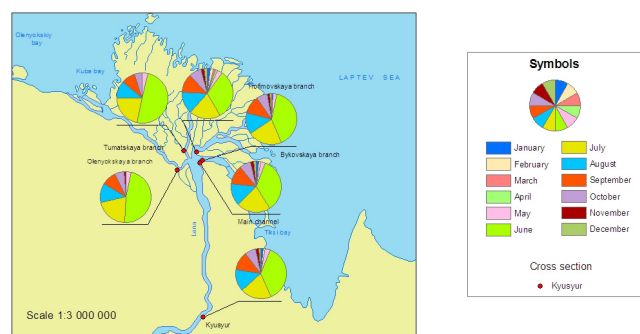 Olenyokskiy
bay
Kuba bay
Trofimovskaya branch
LAPTEV SEA
Tumatskaya branch
Bykovskaya branch
Olenyokskaya branch
Main channel
Lena
Tiksi bay
Scale 1:3 000 000
Kyusyur
Symbols
January
July
February
August
March
September
April
October
May
November
June
December
Cross section
Kyusyur